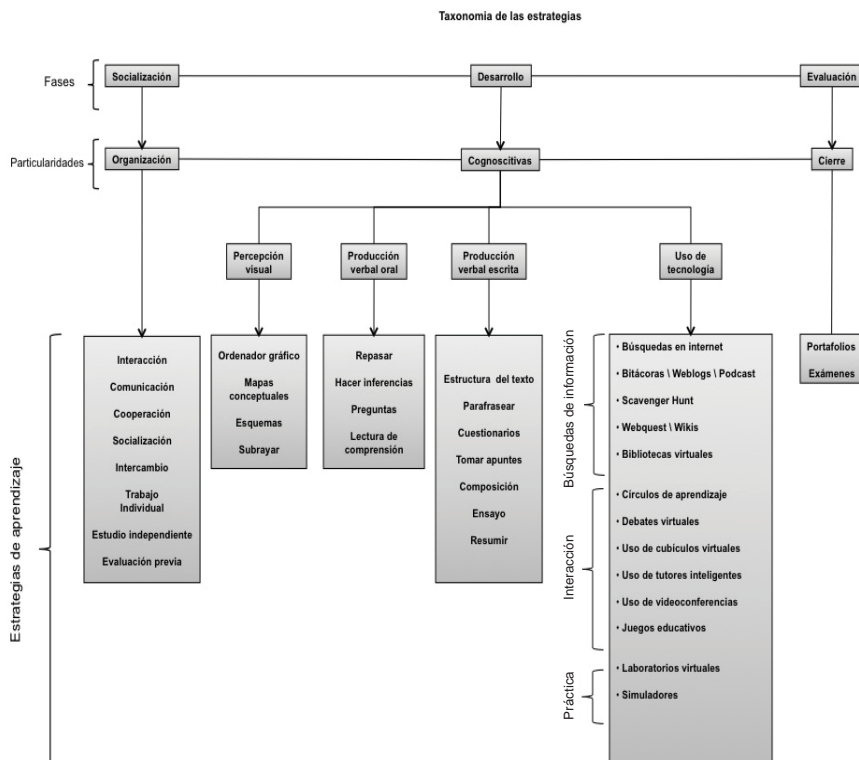 Taxonomia de las estrategias
Fases
Socialización
Desarrollo
Evaluación
Particularidades
Organización
Cognoscitivas
Cierre
Percepción
visual
Producción
verbal oral
Producción
verbal escrita
Uso de
tecnología
Estrategias de aprendizaje
Interacción
Comunicación
Cooperación
Socialización
Intercambio
Trabajo
Individual
Estudio independiente
Evaluación previa
Ordenador gráfico
Mapas
conceptuales
Esquemas
Subrayar
Repasar
Hacer inferencias
Preguntas
Lectura de
comprensión
Estructura del texto
Parafrasear
Cuestionarios
Tomar apuntes
Composición
Ensayo
Resumir
Búsquedas de información
• Búsquedas en internet
• Bitácoras \ Weblogs \ Podcast
• Scavenger Hunt
• Webquest \ Wikis
• Bibliotecas virtuales
Interacción
• Círculos de aprendizaje
• Debates virtuales
• Uso de cubículos virtuales
• Uso de tutores inteligentes
• Uso de videoconferencias
• Juegos educativos
Práctica
• Laboratorios virtuales
• Simuladores
Portafolios
Exámenes